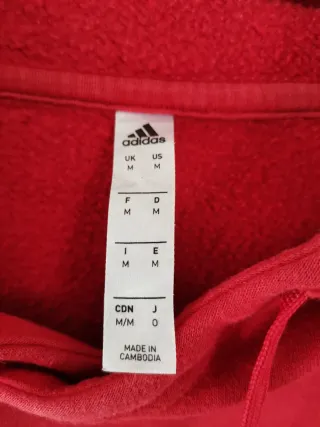 adidas
UK US
M M
F D
M M
I E
M M
CDN J
M/M O
MADE IN
CAMBODIA